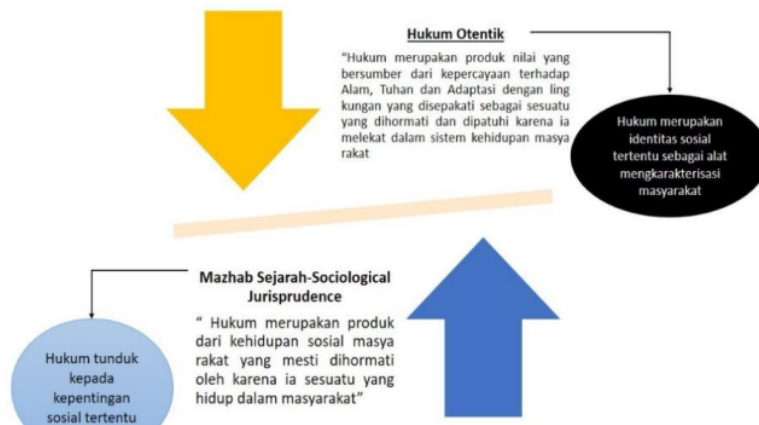 Hukum Otentik
“Hukum merupakan produk nilai yang
bersumber dari kepercayaan terhadap
Alam, Tuhan dan Adaptasi dengan ling
kungan yang disepakati sebagai sesuatu
yang dihormati dan dipatuhi karena ia
melekat dalam sistem kehidupan masya
rakat
Hukum merupakan
identitas sosial
tertentu sebagai alat
mengkarakterisasi
masyarakat
Mazhab Sejarah-Sociological
Jurisprudence
“ Hukum merupakan produk
dari kehidupan sosial masya
rakat yang mesti dihormati
oleh karena ia sesuatu yang
hidup dalam masyarakat”
Hukum tunduk
kepada
kepentingan
sosial tertentu